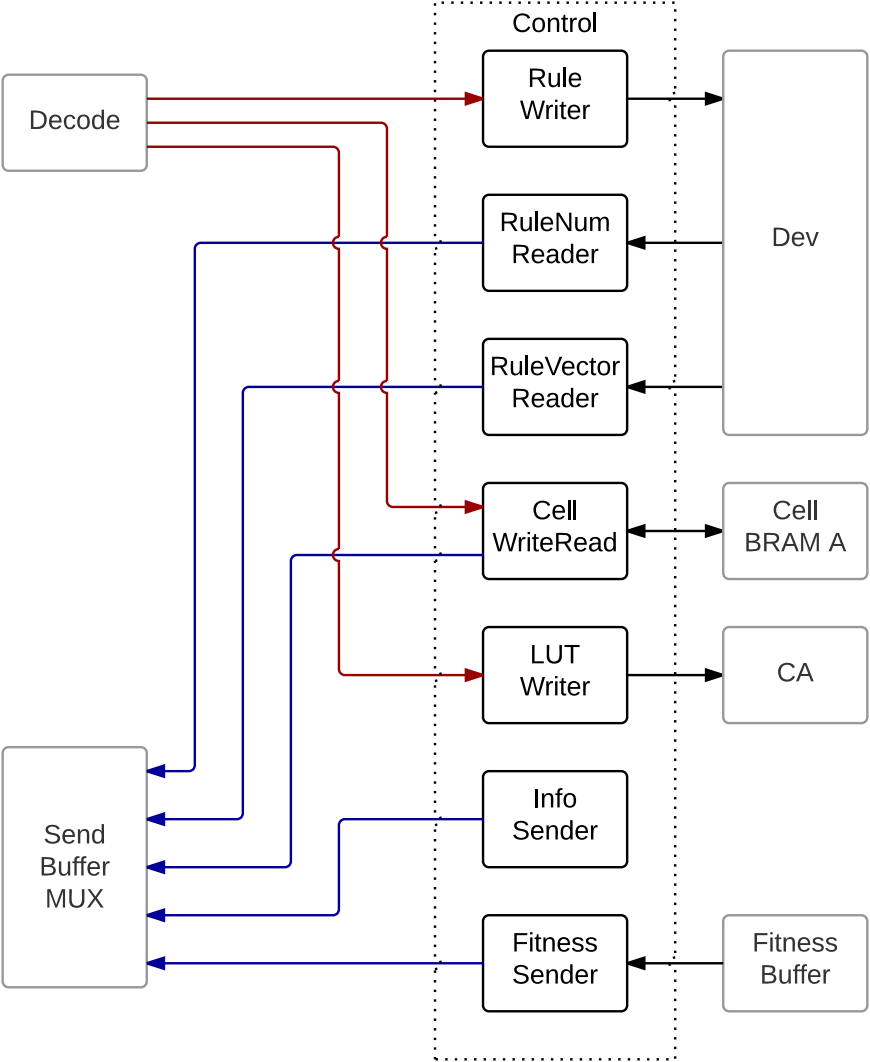 Control
Decode
Rule
Writer
RuleNum
Reader
Dev
RuleVector
Reader
Cell
WriteRead
Cell
BRAM A
LUT
Writer
CA
Info
Sender
Send
Buffer
MUX
Fitness
Sender
Fitness
Buffer